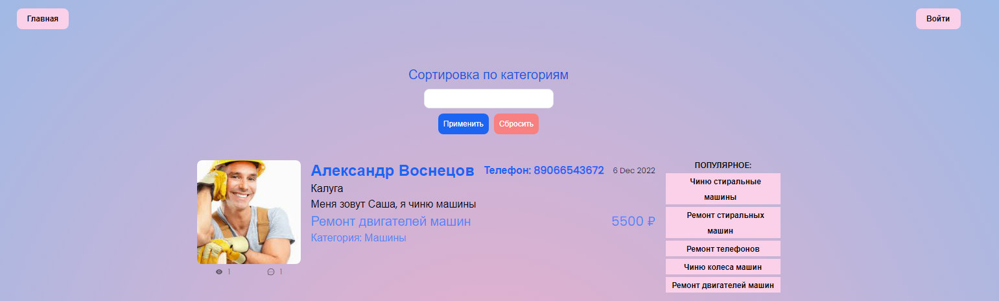 Главная
Войти
Сортировка по категориям
Применить
Сбросить
Александр Воснецов
Телефон: 89066543672
6 Dec 2022
Калуга
Меня зовут Саша, я чиню машины
Ремонт двигателей машин
5500 ₽
Категория: Машины
1
1
ПОПУЛЯРНОЕ:
Чиню стиральные
машины
Ремонт стиральных
машин
Ремонт телефонов
Чиню колеса машин
Ремонт двигателей машин